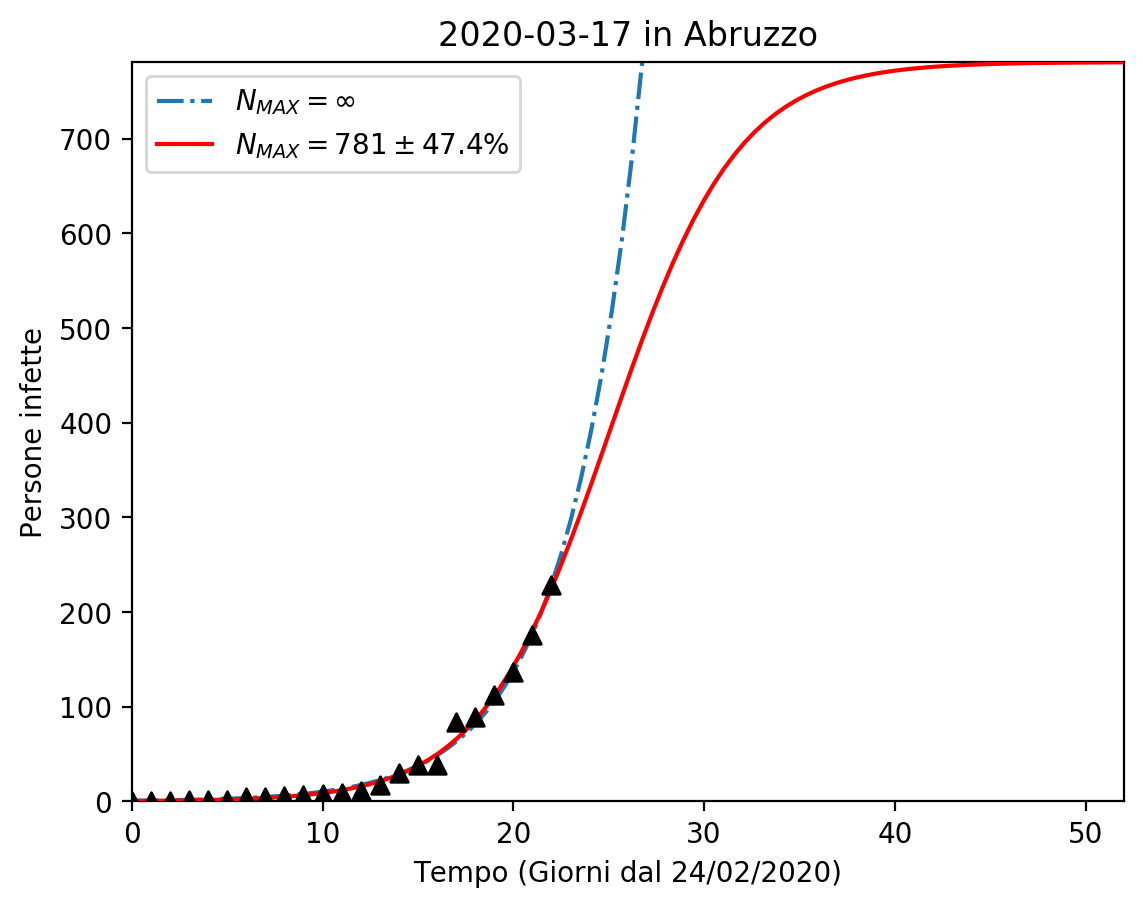 2020-03-17 in Abruzzo
N_MAX = ∞
N_MAX = 781 ± 47.4%
Persone infette
700
600
500
400
300
200
100
0
0 10 20 30 40 50
Tempo (Giorni dal 24/02/2020)